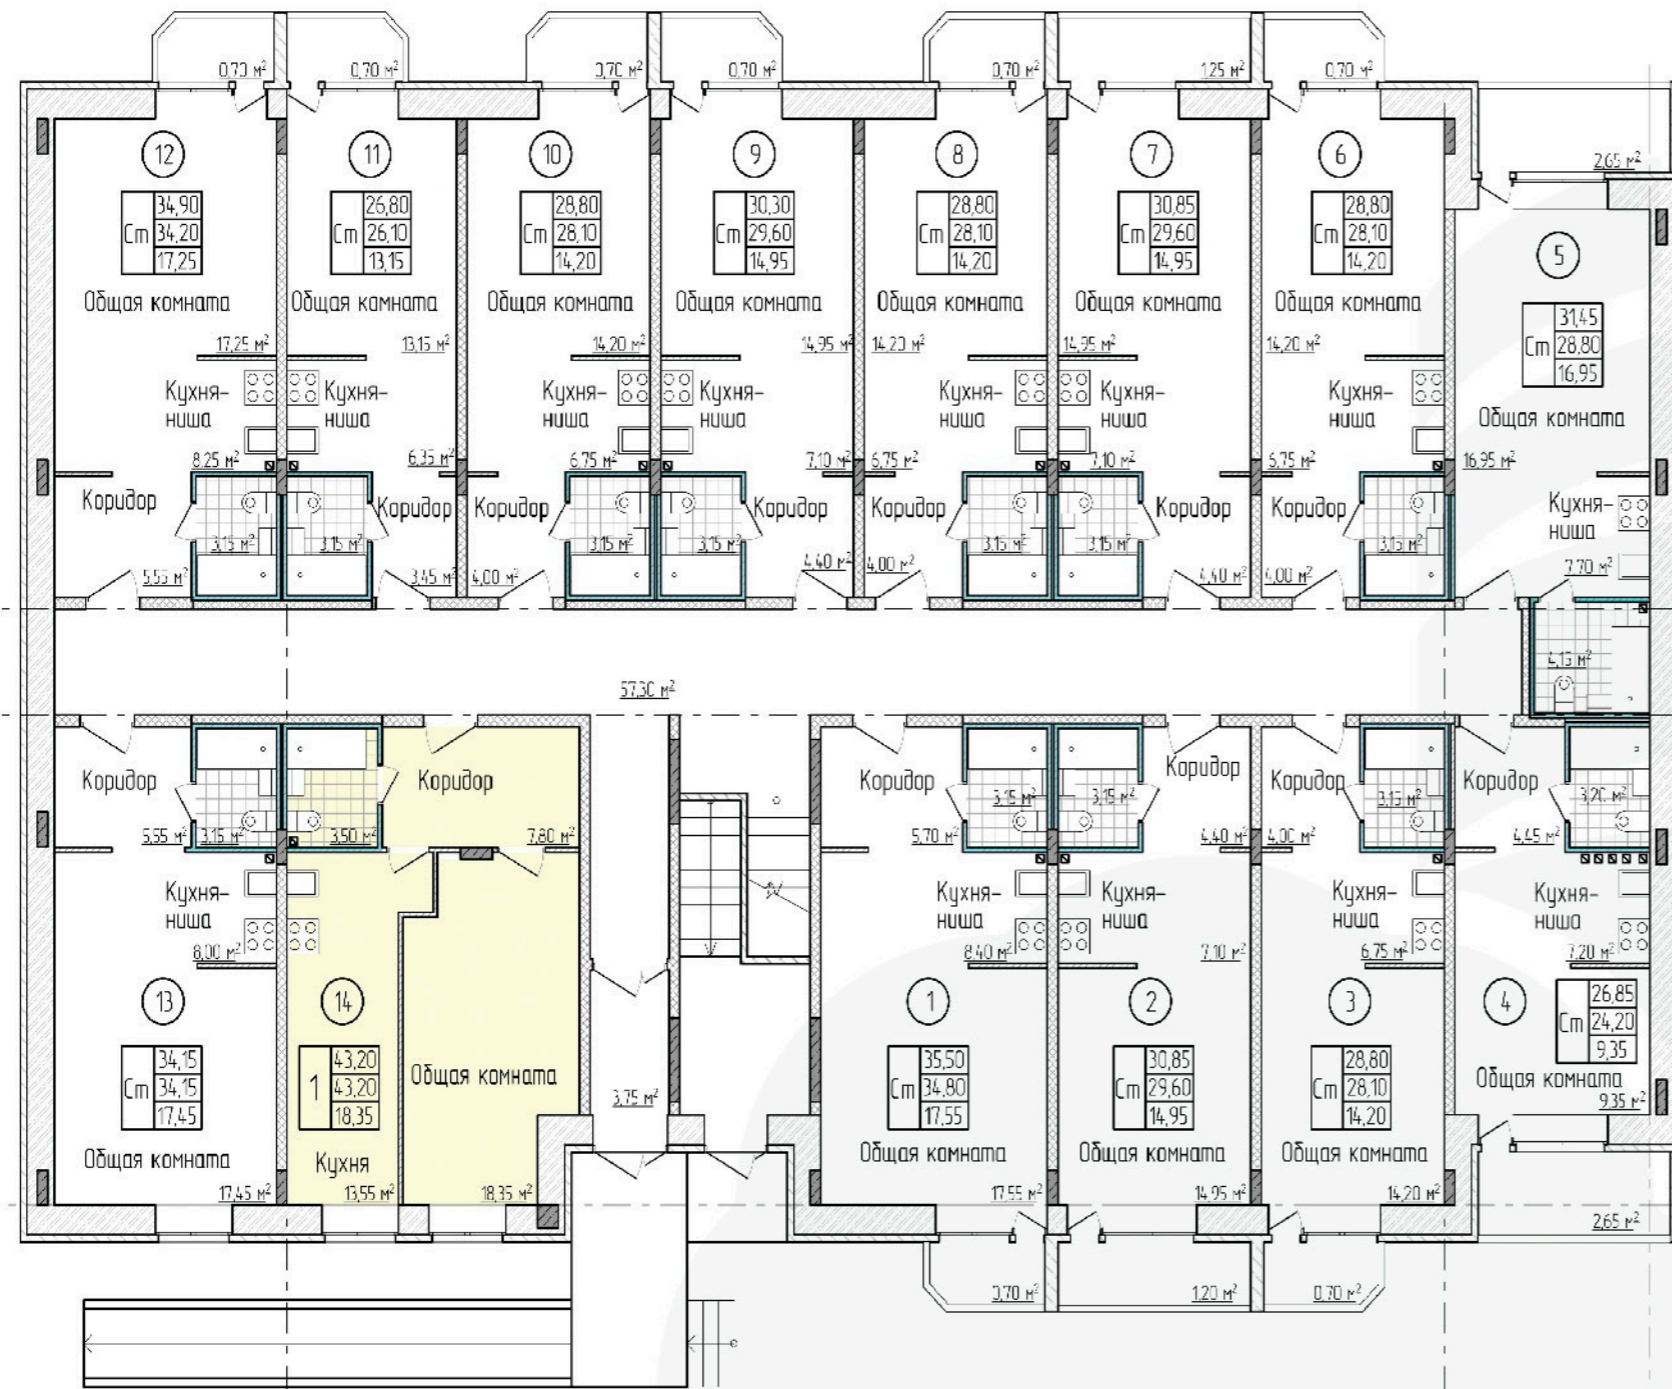 0,70 м²
0,70 м²
0,70 м²
0,70 м²
0,70 м²
1,25 м²
0,70 м²
2,65 м²
12
34,90
Ст 34,20
17,25
Общая комната
17,25 м²
Кухня-
ниша
8,25 м²
Коридор
3,15 м²
5,55 м²
11
26,80
Ст 26,10
13,15
Общая комната
13,15 м²
Кухня-
ниша
6,35 м²
Коридор
3,15 м²
3,45 м²
10
28,80
Ст 28,10
14,20
Общая комната
14,20 м²
Кухня-
ниша
6,75 м²
Коридор
3,15 м²
4,00 м²
9
30,30
Ст 29,60
14,95
Общая комната
14,95 м²
Кухня-
ниша
7,10 м²
Коридор
3,15 м²
4,40 м²
8
28,80
Ст 28,10
14,20
Общая комната
14,20 м²
Кухня-
ниша
6,75 м²
Коридор
3,15 м²
4,00 м²
7
30,85
Ст 29,60
14,95
Общая комната
14,95 м²
Кухня-
ниша
7,10 м²
Коридор
3,15 м²
4,40 м²
6
28,80
Ст 28,10
14,20
Общая комната
14,20 м²
Кухня-
ниша
6,75 м²
Коридор
3,15 м²
4,00 м²
5
31,45
Ст 28,80
16,95
Общая комната
16,95 м²
Кухня-
ниша
7,70 м²
4,15 м²
57,30 м²
Коридор
5,55 м²
3,15 м²
Кухня-
ниша
8,00 м²
13
34,15
Ст 34,15
17,45
Общая комната
17,45 м²
3,50 м²
Коридор
7,80 м²
14
43,20
1 43,20
18,35
Кухня
13,55 м²
Общая комната
18,35 м²
3,75 м²
Коридор
3,15 м²
5,70 м²
Кухня-
ниша
8,40 м²
1
35,50
Ст 34,80
17,55
Общая комната
17,55 м²
0,70 м²
3,15 м²
Коридор
4,40 м²
Кухня-
ниша
7,10 м²
2
30,85
Ст 29,60
14,95
Общая комната
14,95 м²
1,20 м²
Коридор
3,15 м²
4,00 м²
Кухня-
ниша
6,75 м²
3
28,80
Ст 28,10
14,20
Общая комната
14,20 м²
0,70 м²
Коридор
3,20 м²
4,45 м²
Кухня-
ниша
7,20 м²
4
26,85
Ст 24,20
9,35
Общая комната
9,35 м²
2,65 м²